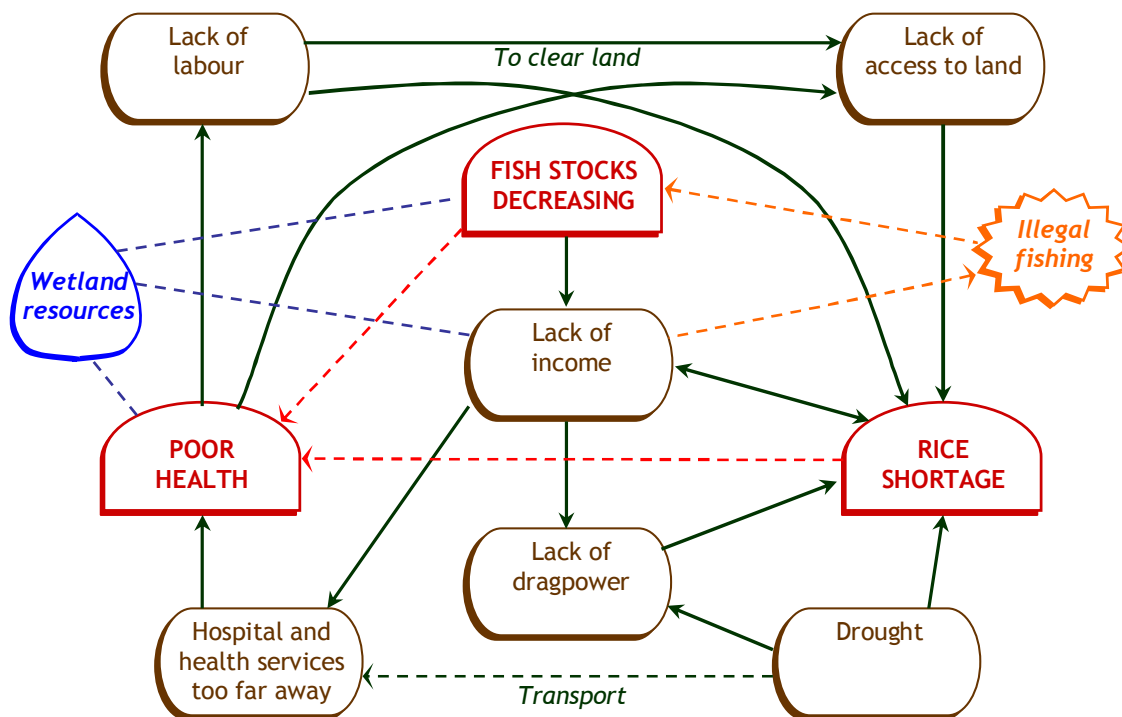 Lack of
labour
To clear land
Lack of
access to land
FISH STOCKS
DECREASING
Illegal
fishing
Wetland
resources
Lack of
income
POOR
HEALTH
RICE
SHORTAGE
Lack of
dragpower
Hospital and
health services
too far away
Drought
Transport